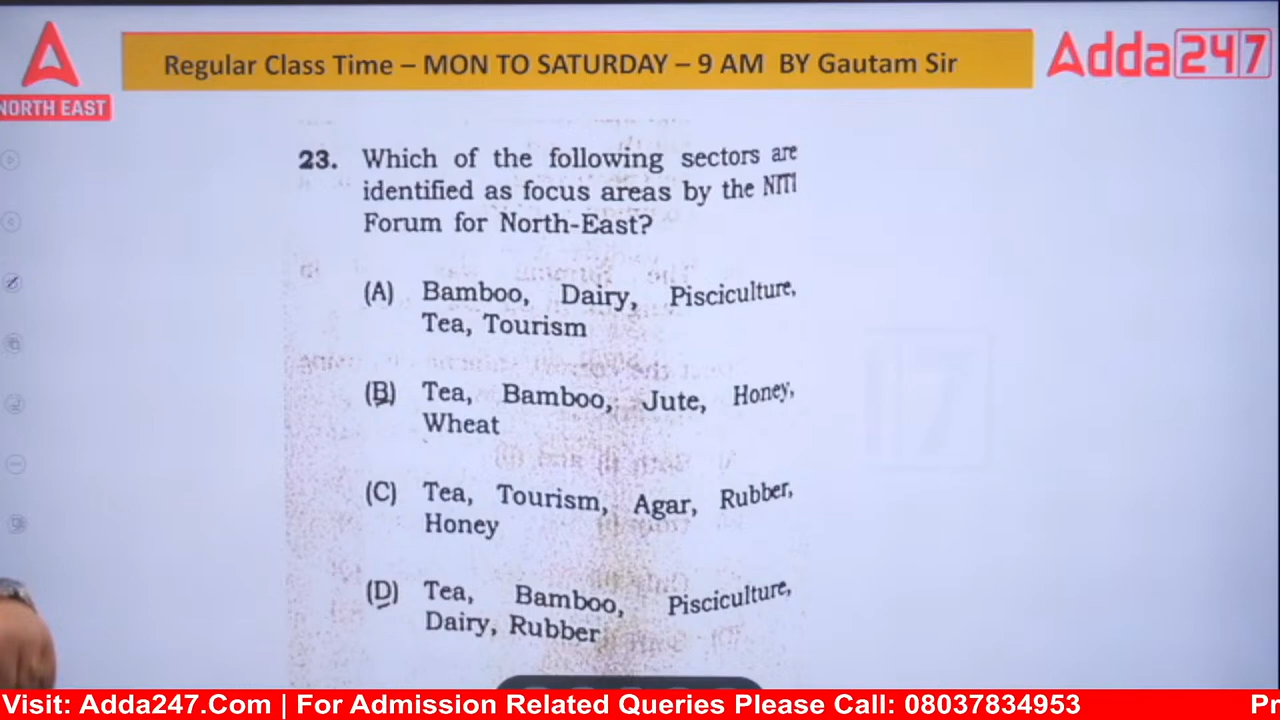 Regular Class Time – MON TO SATURDAY – 9 AM BY Gautam Sir
Adda247
NORTH EAST
23. Which of the following sectors are
identified as focus areas by the NITI
Forum for North-East?
(A) Bamboo, Dairy, Pisciculture,
Tea, Tourism
(B) Tea, Bamboo, Jute, Honey,
Wheat
(C) Tea, Tourism, Agar, Rubber,
Honey
(D) Tea, Bamboo, Pisciculture,
Dairy, Rubber
Visit: Adda247.Com | For Admission Related Queries Please Call: 08037834953